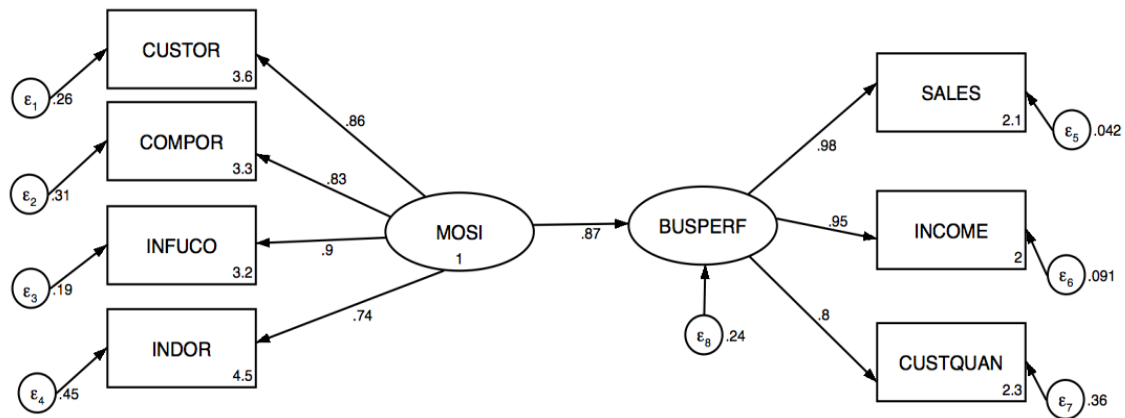 CUSTOR
3.6
ε1
.26
COMPOR
3.3
ε2
.31
INFUCO
3.2
ε3
.19
INDOR
4.5
ε4
.45
.86
.83
.9
.74
MOSI
1
.87
BUSPERF
ε8
.24
.98
.95
.8
SALES
2.1
ε5
.042
INCOME
2
ε6
.091
CUSTQUAN
2.3
ε7
.36